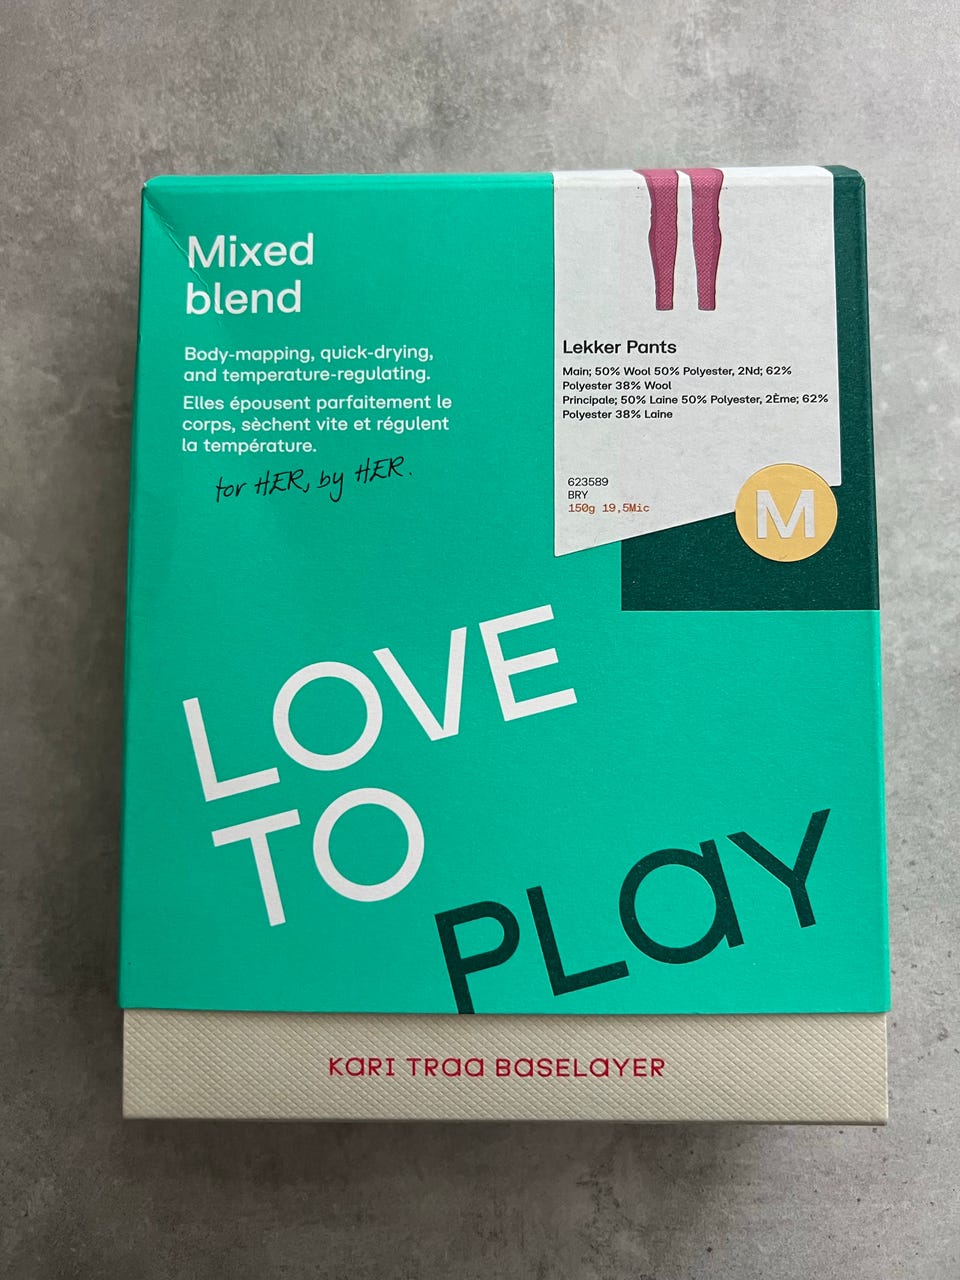 Mixed
blend
Body-mapping, quick-drying,
and temperature-regulating.
Elles épousent parfaitement le
corps, sèchent vite et régulent
la température.
for HER, by HER.
Lekker Pants
Main; 50% Wool 50% Polyester, 2Nd; 62%
Polyester 38% Wool
Principale; 50% Laine 50% Polyester, 2Ème; 62%
Polyester 38% Laine
623589
BRY
150g 19,5Mic
M
LOVE
TO
PLaY
KaRI TRaa BASELaYER